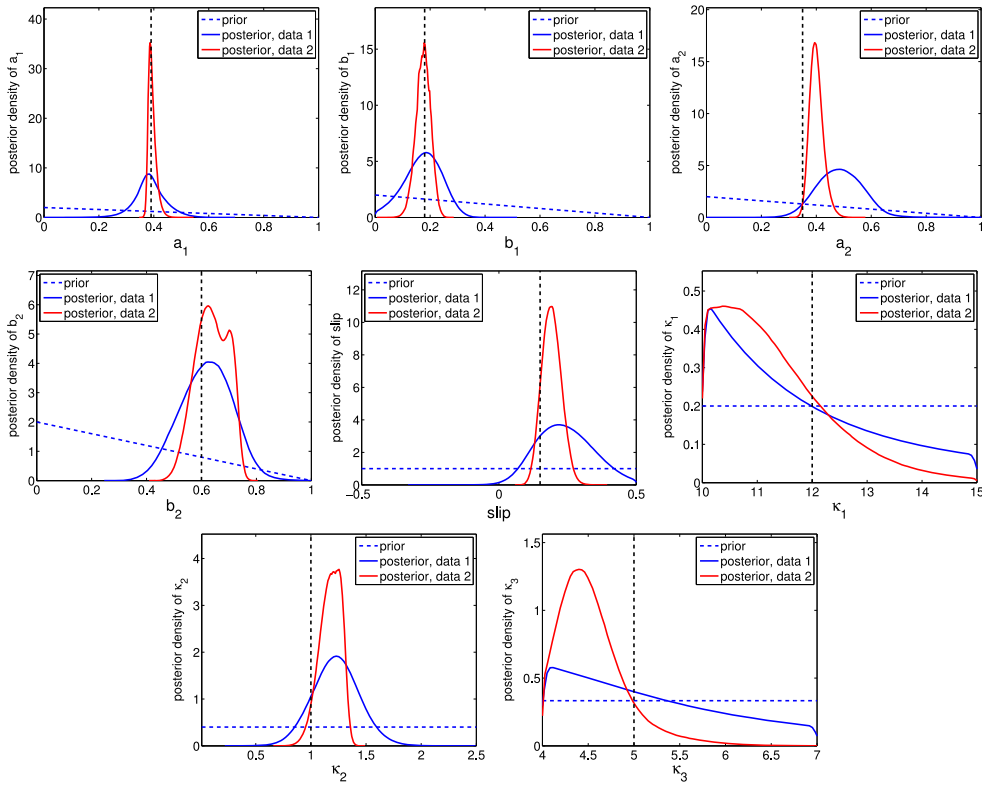 posterior density of a1
40
30
20
10
0
0
0.2
0.4
0.6
0.8
1
a1
prior
posterior, data 1
posterior, data 2
posterior density of b1
15
10
5
0
0
0.2
0.4
0.6
0.8
1
b1
prior
posterior, data 1
posterior, data 2
posterior density of a2
20
15
10
5
0
0
0.2
0.4
0.6
0.8
1
a2
prior
posterior, data 1
posterior, data 2
posterior density of b2
7
6
5
4
3
2
1
0
0
0.2
0.4
0.6
0.8
1
b2
prior
posterior, data 1
posterior, data 2
posterior density of slip
12
10
8
6
4
2
0
−0.5
0
0.5
slip
prior
posterior, data 1
posterior, data 2
posterior density of κ1
0.5
0.4
0.3
0.2
0.1
0
10
11
12
13
14
15
κ1
prior
posterior, data 1
posterior, data 2
posterior density of κ2
4
3
2
1
0
0.5
1
1.5
2
2.5
κ2
prior
posterior, data 1
posterior, data 2
posterior density of κ3
1.5
1
0.5
0
4
4.5
5
5.5
6
6.5
7
κ3
prior
posterior, data 1
posterior, data 2